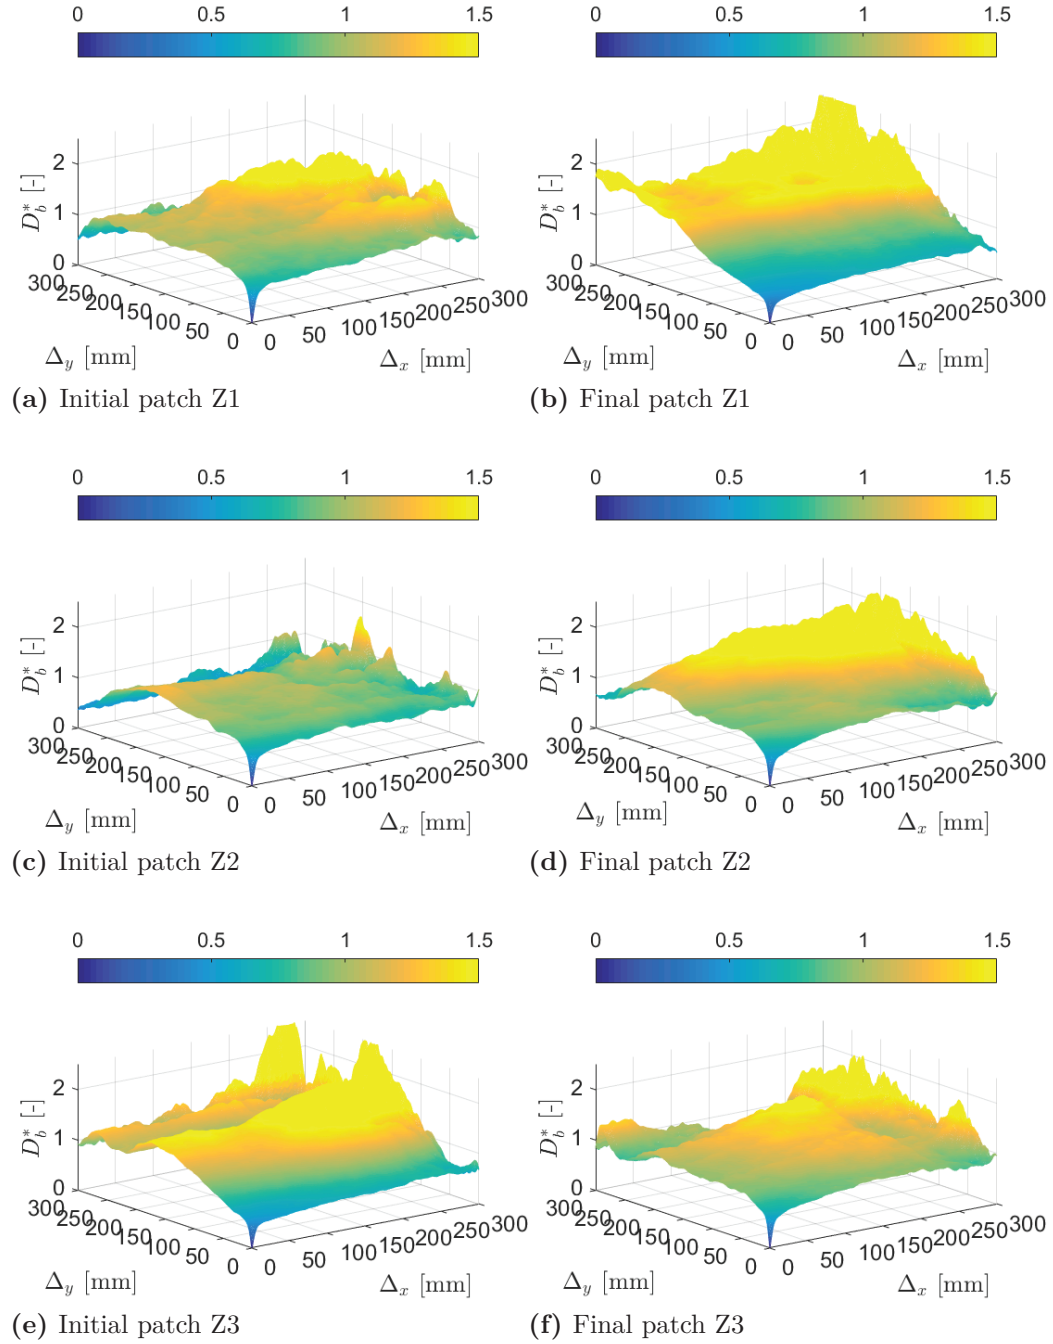 0 0.5 1 1.5
0 0.5 1 1.5
2
1
0
D*b [-]
300 250 200 150 100 50 0
0 50 100 150 200 250 300
Δy [mm]
Δx [mm]
2
1
0
D*b [-]
300 250 200 150 100 50 0
0 50 100 150 200 250 300
Δy [mm]
Δx [mm]
(a) Initial patch Z1
(b) Final patch Z1
0 0.5 1 1.5
0 0.5 1 1.5
2
1
0
D*b [-]
300 250 200 150 100 50 0
0 50 100 150 200 250 300
Δy [mm]
Δx [mm]
2
1
0
D*b [-]
300 250 200 150 100 50 0
0 50 100 150 200 250 300
Δy [mm]
Δx [mm]
(c) Initial patch Z2
(d) Final patch Z2
0 0.5 1 1.5
0 0.5 1 1.5
2
1
0
D*b [-]
300 250 200 150 100 50 0
0 50 100 150 200 250 300
Δy [mm]
Δx [mm]
2
1
0
D*b [-]
300 250 200 150 100 50 0
0 50 100 150 200 250 300
Δy [mm]
Δx [mm]
(e) Initial patch Z3
(f) Final patch Z3